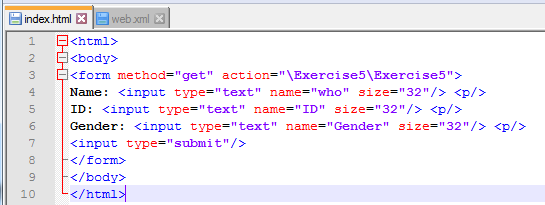 index.html web.xml
1 <html>
2 <body>
3 <form method="get" action="\Exercise5\Exercise5">
4 Name: <input type="text" name="who" size="32"/> <p/>
5 ID: <input type="text" name="ID" size="32"/> <p/>
6 Gender: <input type="text" name="Gender" size="32"/> <p/>
7 <input type="submit"/>
8 </form>
9 </body>
10 </html>